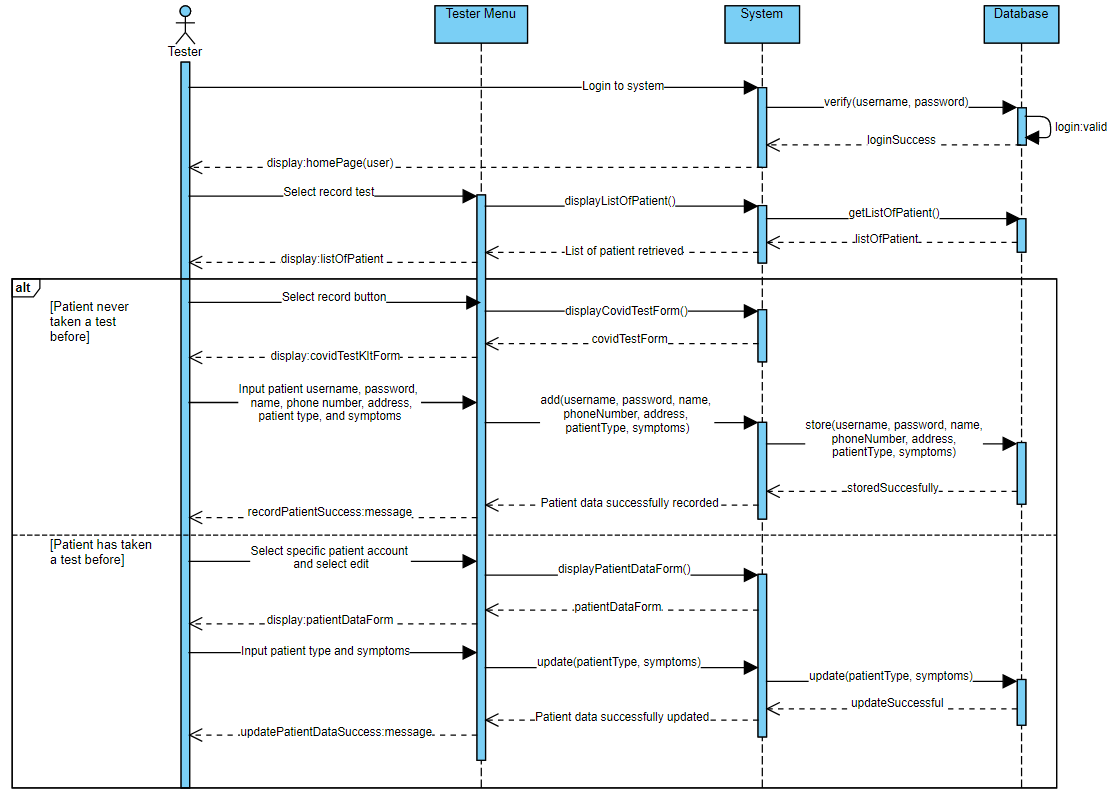 Tester
Tester Menu
System
Database
Login to system
verify(username, password)
login:valid
loginSuccess
display:homePage(user)
Select record test
displayListOfPatient()
getListOfPatient()
listOfPatient
List of patient retrieved
display:listOfPatient
alt
[Patient never
taken a test
before]
Select record button
displayCovidTestForm()
covidTestForm
display:covidTestKItForm
Input patient username, password,
name, phone number, address,
patient type, and symptoms
add(username, password, name,
phoneNumber, address,
patientType, symptoms)
store(username, password, name,
phoneNumber, address,
patientType, symptoms)
storedSuccesfully
Patient data successfully recorded
recordPatientSuccess:message
[Patient has taken
a test before]
Select specific patient account
and select edit
displayPatientDataForm()
patientDataForm
display:patientDataForm
Input patient type and symptoms
update(patientType, symptoms)
update(patientType, symptoms)
updateSuccessful
Patient data successfully updated
updatePatientDataSuccess:message